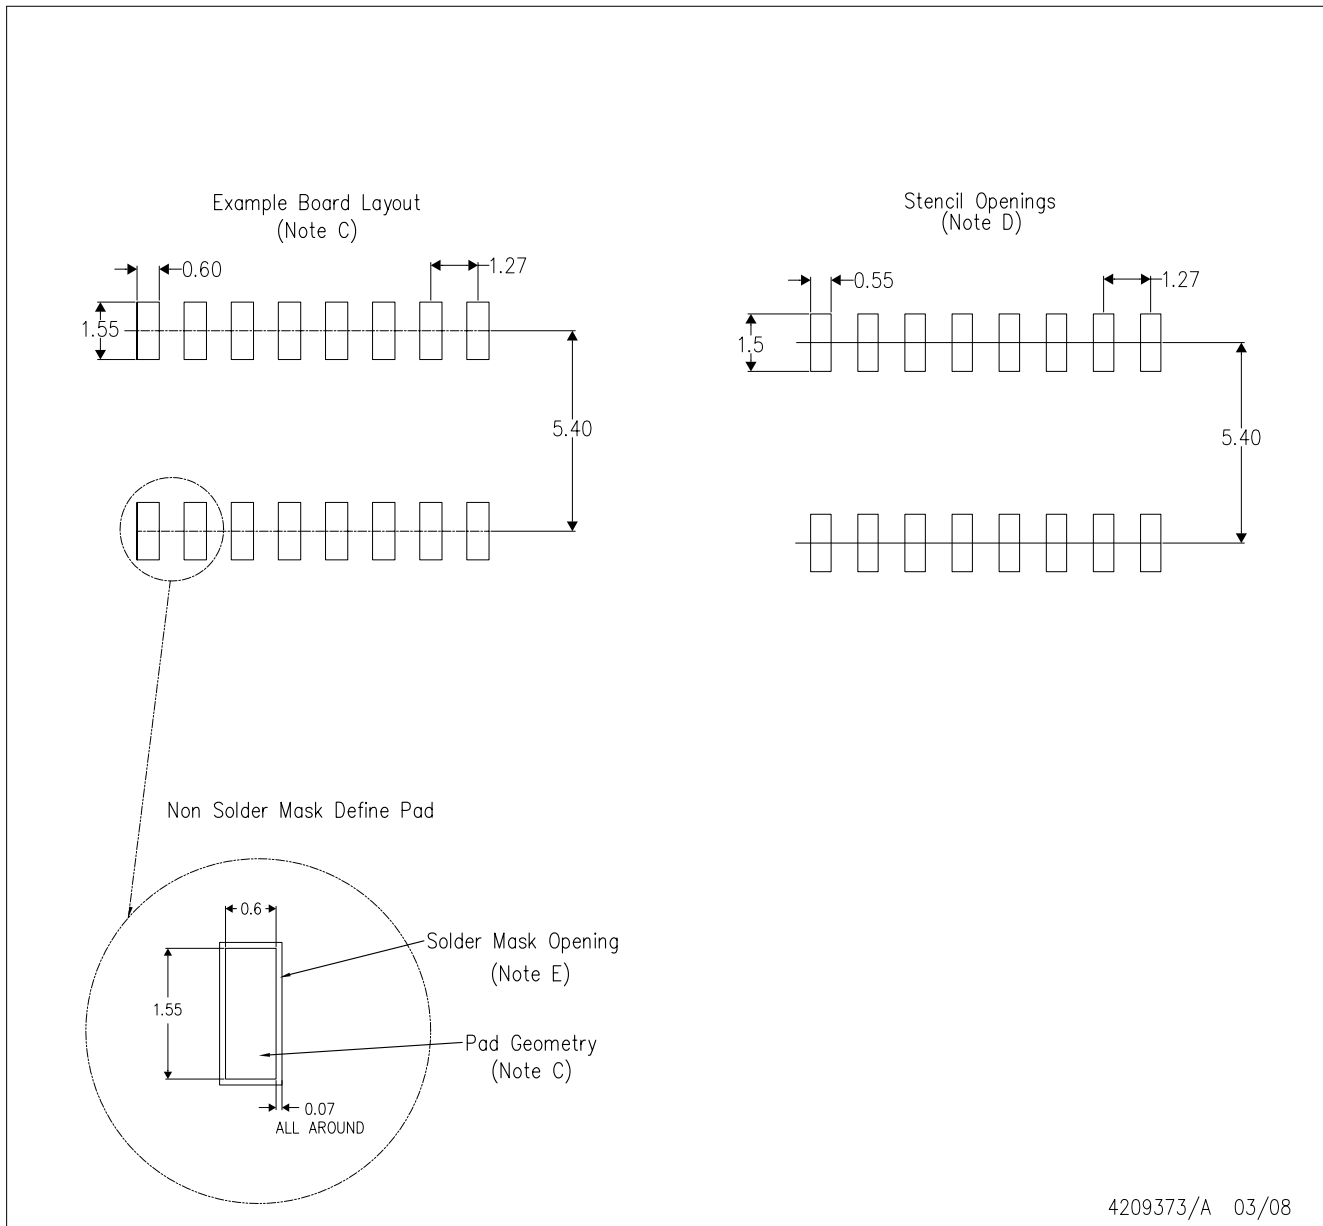 Example Board Layout
(Note C)
0.60
1.27
1.55
5.40
Stencil Openings
(Note D)
0.55
1.27
1.5
5.40
Non Solder Mask Define Pad
0.6
Solder Mask Opening
(Note E)
1.55
Pad Geometry
(Note C)
0.07
ALL AROUND
4209373/A 03/08